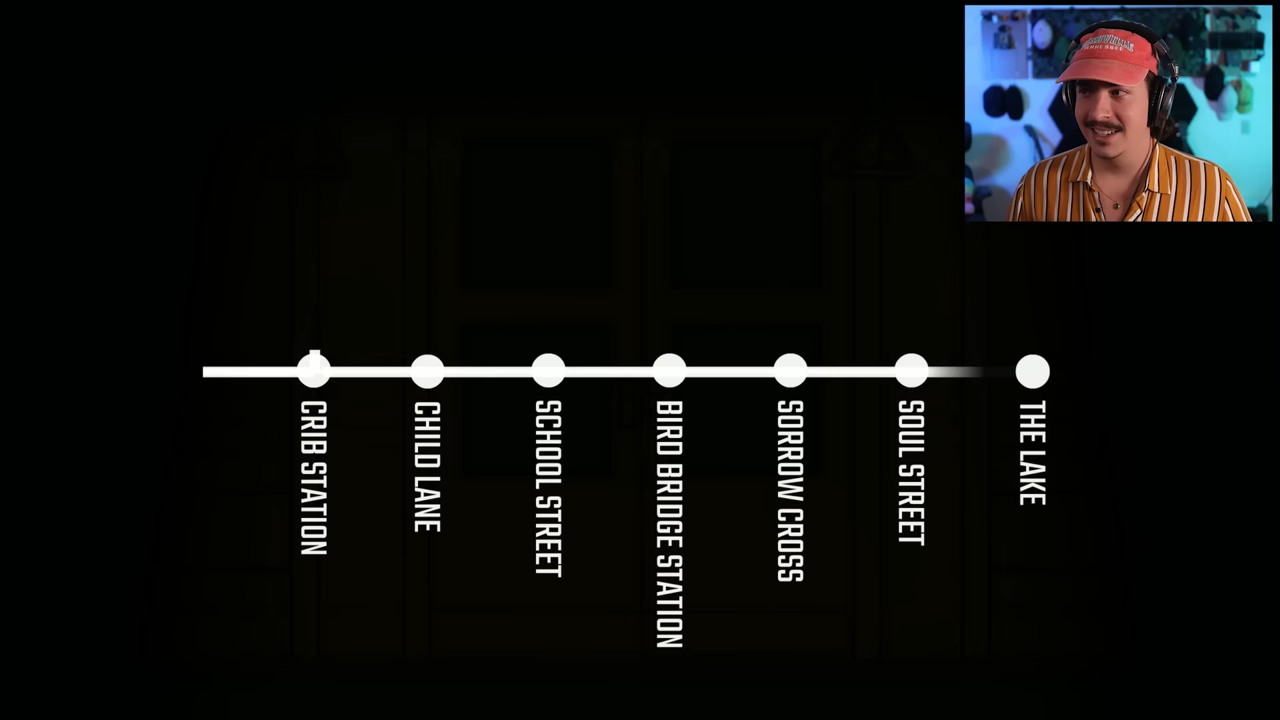 CRIB STATION
CHILD LANE
SCHOOL STREET
BIRD BRIDGE STATION
SORROW CROSS
SOUL STREET
THE LAKE